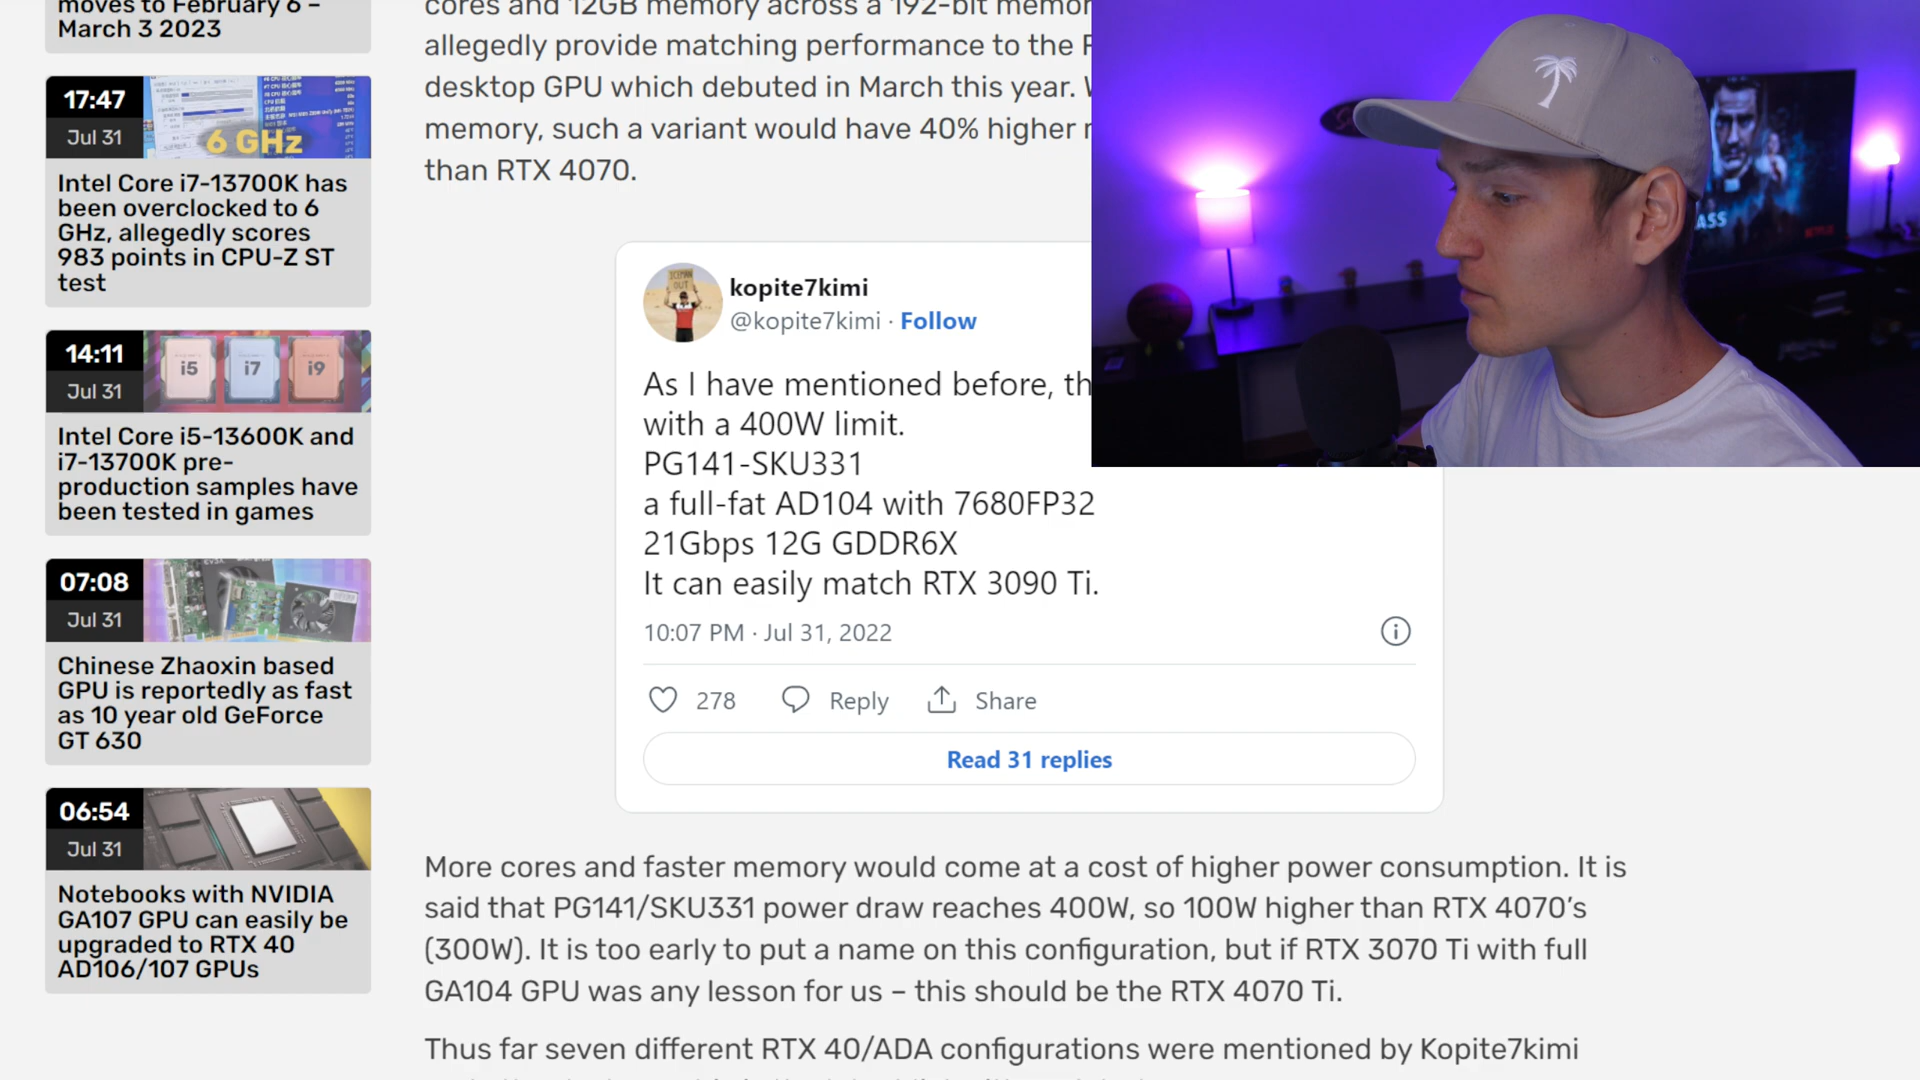 moves to February 6 –
March 3 2023
17:47
Jul 31
6 GHz
Intel Core i7-13700K has
been overclocked to 6
GHz, allegedly scores
983 points in CPU-Z ST
test
14:11
Jul 31
i5
i7
i9
Intel Core i5-13600K and
i7-13700K pre-
production samples have
been tested in games
07:08
Jul 31
Chinese Zhaoxin based
GPU is reportedly as fast
as 10 year old GeForce
GT 630
06:54
Jul 31
Notebooks with NVIDIA
GA107 GPU can easily be
upgraded to RTX 40
AD106/107 GPUs
cores and 12GB memory across a 192-bit
allegedly provide matching performance to the
desktop GPU which debuted in March this year.
memory, such a variant would have 40% higher
than RTX 4070.
kopite7kimi
@kopite7kimi · Follow
As I have mentioned before,
with a 400W limit.
PG141-SKU331
a full-fat AD104 with 7680FP32
21Gbps 12G GDDR6X
It can easily match RTX 3090 Ti.
10:07 PM · Jul 31, 2022
278 Reply Share
Read 31 replies
More cores and faster memory would come at a cost of higher power consumption. It is
said that PG141/SKU331 power draw reaches 400W, so 100W higher than RTX 4070’s
(300W). It is too early to put a name on this configuration, but if RTX 3070 Ti with full
GA104 GPU was any lesson for us – this should be the RTX 4070 Ti.
Thus far seven different RTX 40/ADA configurations were mentioned by Kopite7kimi
ASS
NETFLIX